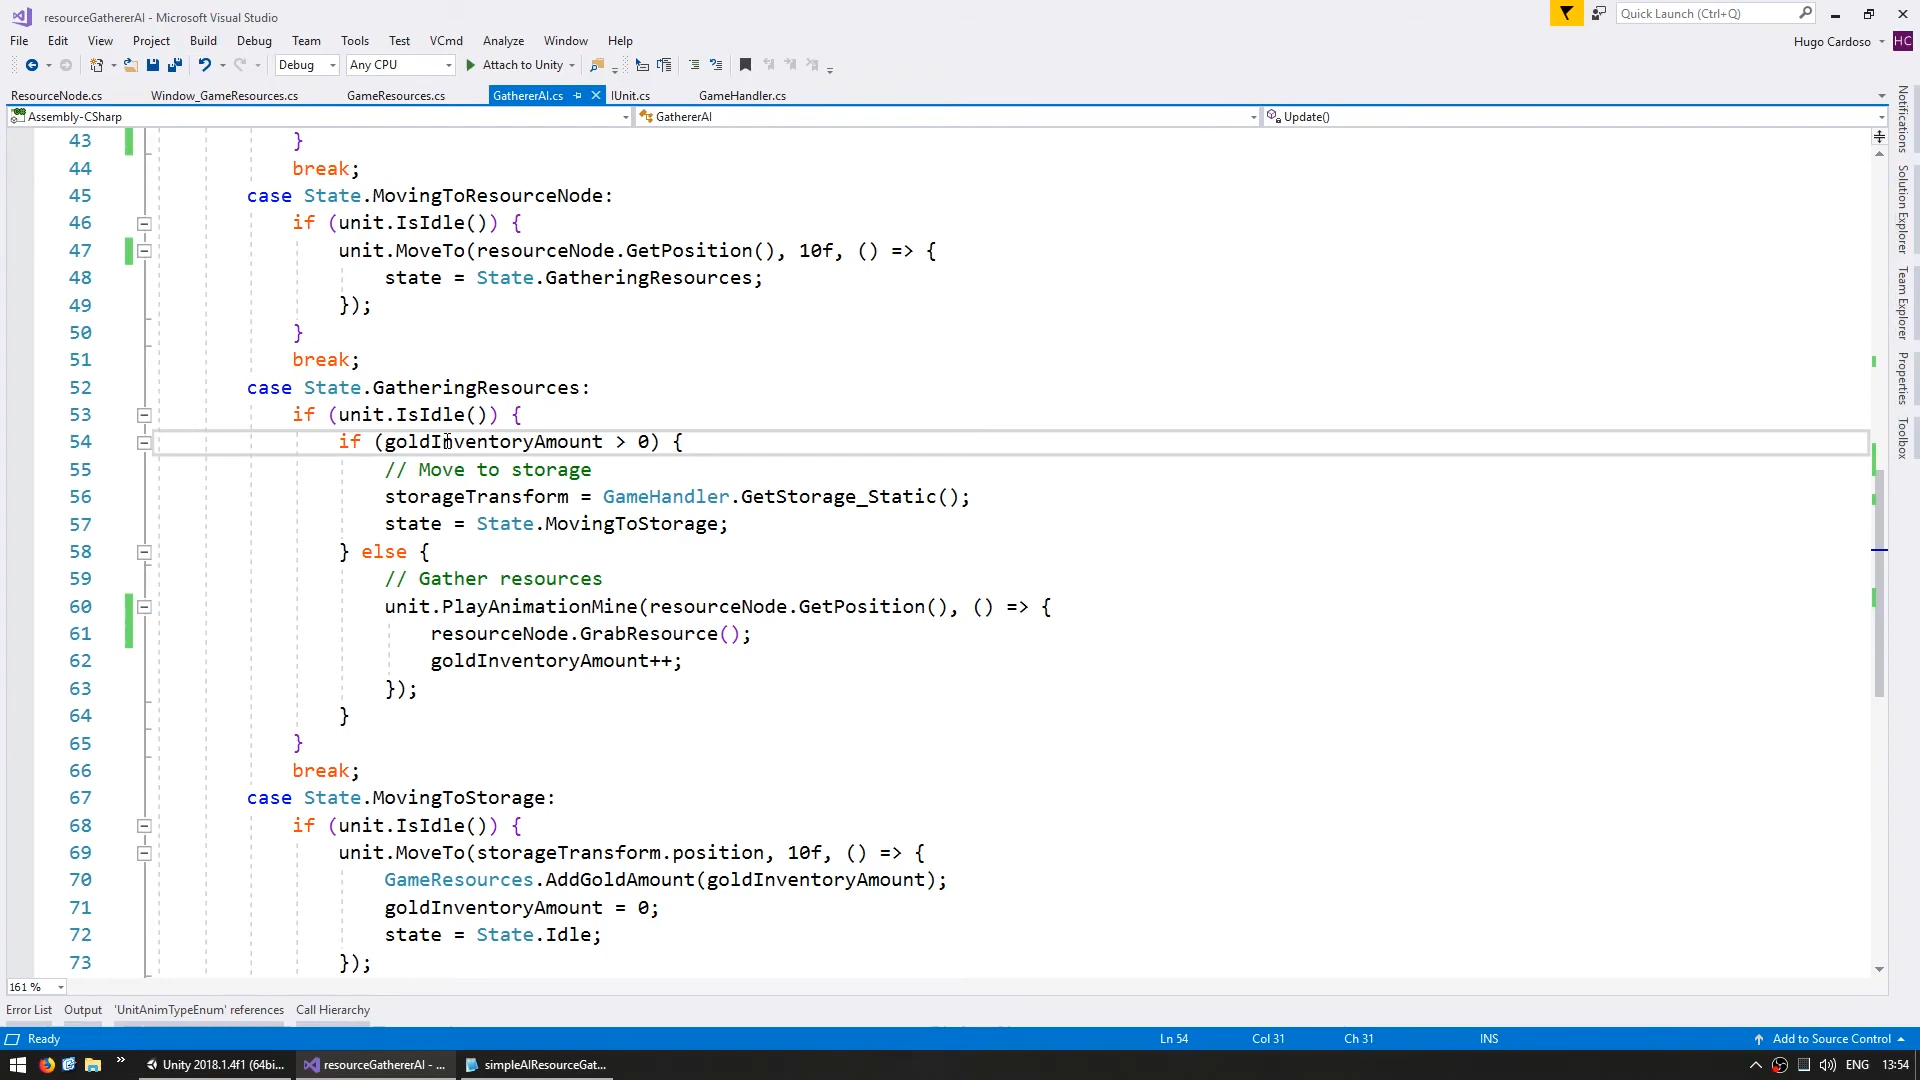 resourceGathererAI - Microsoft Visual Studio
Quick Launch (Ctrl+Q)
File Edit View Project Build Debug Team Tools Test VCmd Analyze Window Help
Hugo Cardoso HC
Debug Any CPU Attach to Unity
ResourceNode.cs Window_GameResources.cs GameResources.cs GathererAI.cs IUnit.cs GameHandler.cs
Assembly-CSharp GathererAI Update()
43 }
44 break;
45 case State.MovingToResourceNode:
46 if (unit.IsIdle()) {
47 unit.MoveTo(resourceNode.GetPosition(), 10f, () => {
48 state = State.GatheringResources;
49 });
50 }
51 break;
52 case State.GatheringResources:
53 if (unit.IsIdle()) {
54 if (goldInventoryAmount > 0) {
55 // Move to storage
56 storageTransform = GameHandler.GetStorage_Static();
57 state = State.MovingToStorage;
58 } else {
59 // Gather resources
60 unit.PlayAnimationMine(resourceNode.GetPosition(), () => {
61 resourceNode.GrabResource();
62 goldInventoryAmount++;
63 });
64 }
65 }
66 break;
67 case State.MovingToStorage:
68 if (unit.IsIdle()) {
69 unit.MoveTo(storageTransform.position, 10f, () => {
70 GameResources.AddGoldAmount(goldInventoryAmount);
71 goldInventoryAmount = 0;
72 state = State.Idle;
73 });
Notifications
Solution Explorer
Team Explorer
Properties
Toolbox
161 %
Error List Output 'UnitAnimTypeEnum' references Call Hierarchy
Ready Ln 54 Col 31 Ch 31 INS Add to Source Control
» Unity 2018.1.4f1 (64bi... resourceGathererAI - ... simpleAIResourceGat... ENG 13:54